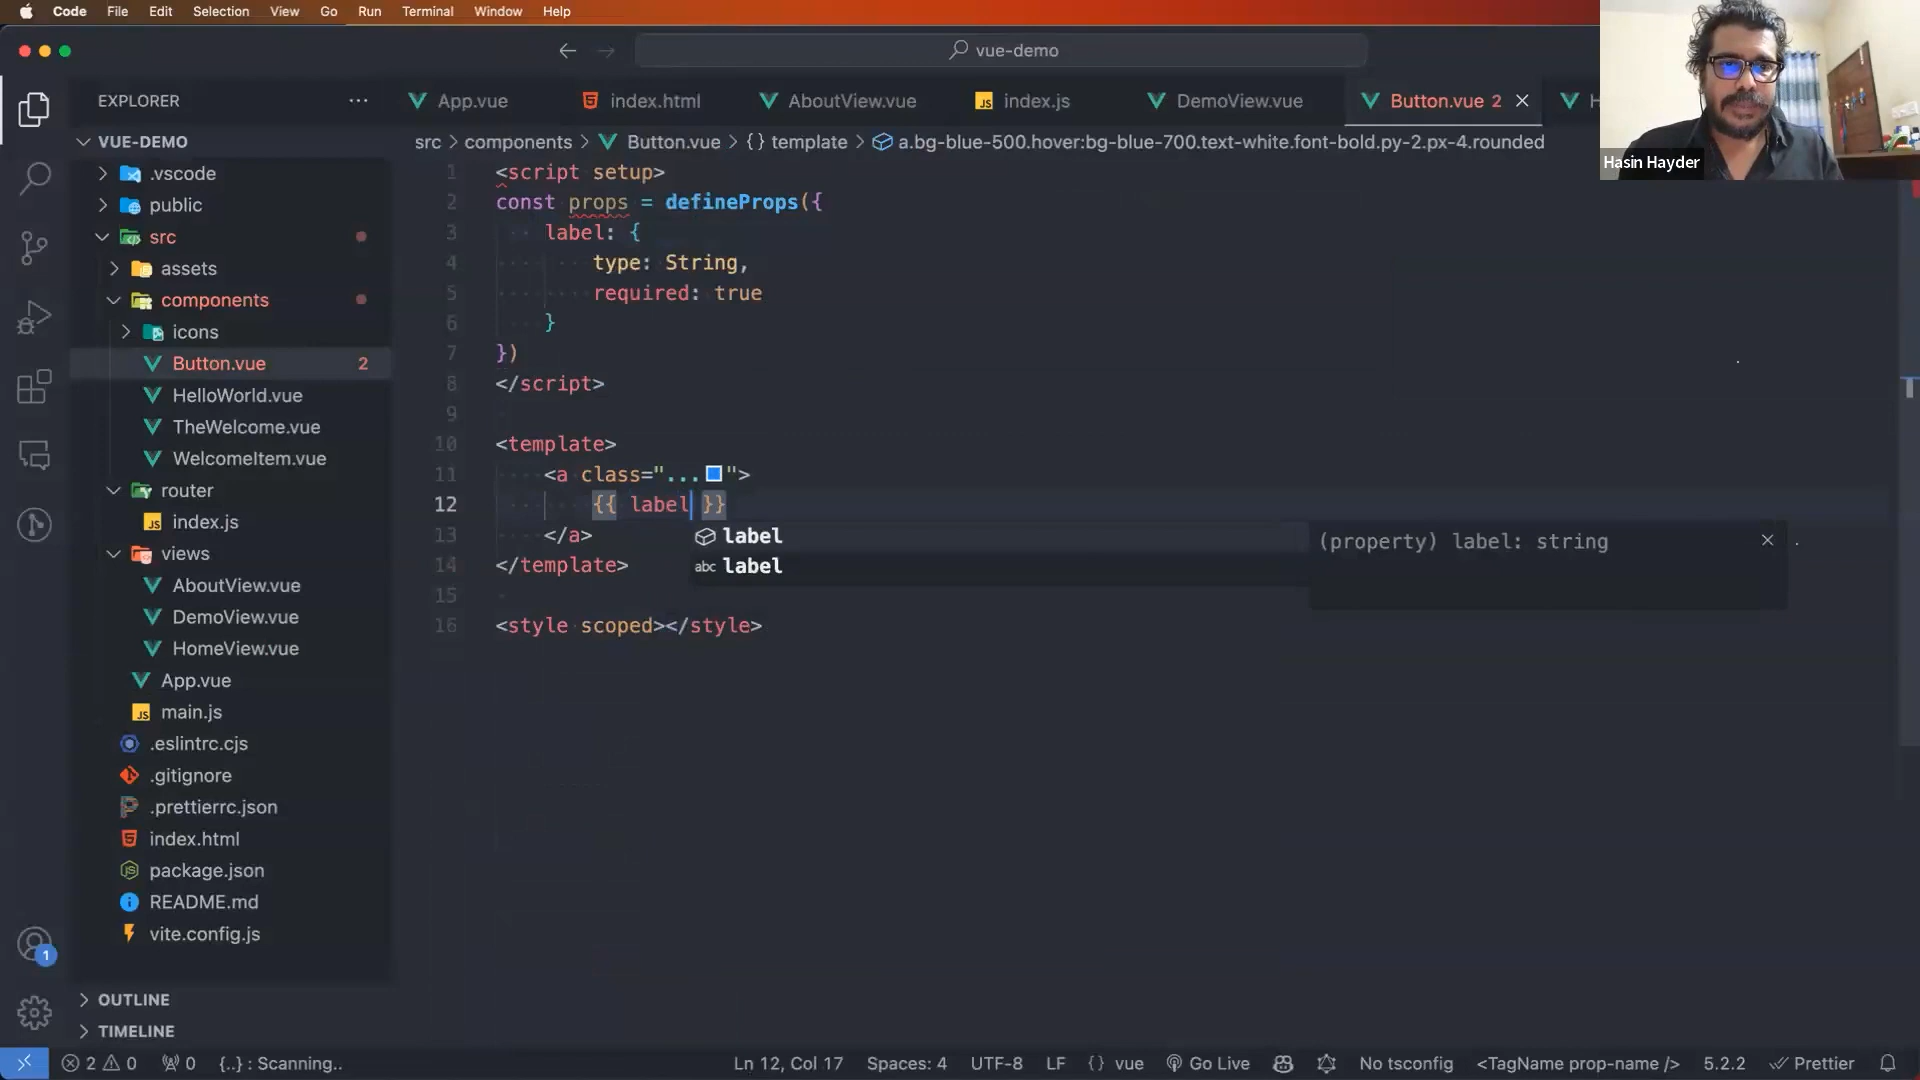 Code File Edit Selection View Go Run Terminal Window Help
vue-demo
EXPLORER
App.vue index.html AboutView.vue JS index.js DemoView.vue Button.vue 2
VUE-DEMO
src > components > Button.vue > {} template > a.bg-blue-500.hover:bg-blue-700.text-white.font-bold.py-2.px-4.rounded
Hasin Hayder
.vscode
public
src
assets
components
icons
Button.vue 2
HelloWorld.vue
TheWelcome.vue
WelcomeItem.vue
router
JS index.js
views
AboutView.vue
DemoView.vue
HomeView.vue
App.vue
JS main.js
.eslintrc.cjs
.gitignore
.prettierrc.json
index.html
package.json
README.md
vite.config.js
OUTLINE
TIMELINE
1
1 <script setup>
2 const props = defineProps({
3 label: {
4 type: String,
5 required: true
6 }
7 })
8 </script>
9
10 <template>
11 <a class="...">
12 {{ label }}
13 </a>
14 </template>
15
16 <style scoped></style>
label
abc label
(property) label: string
2 0 0 {..} : Scanning.. Ln 12, Col 17 Spaces: 4 UTF-8 LF {} vue Go Live No tsconfig <TagName prop-name /> 5.2.2 Prettier